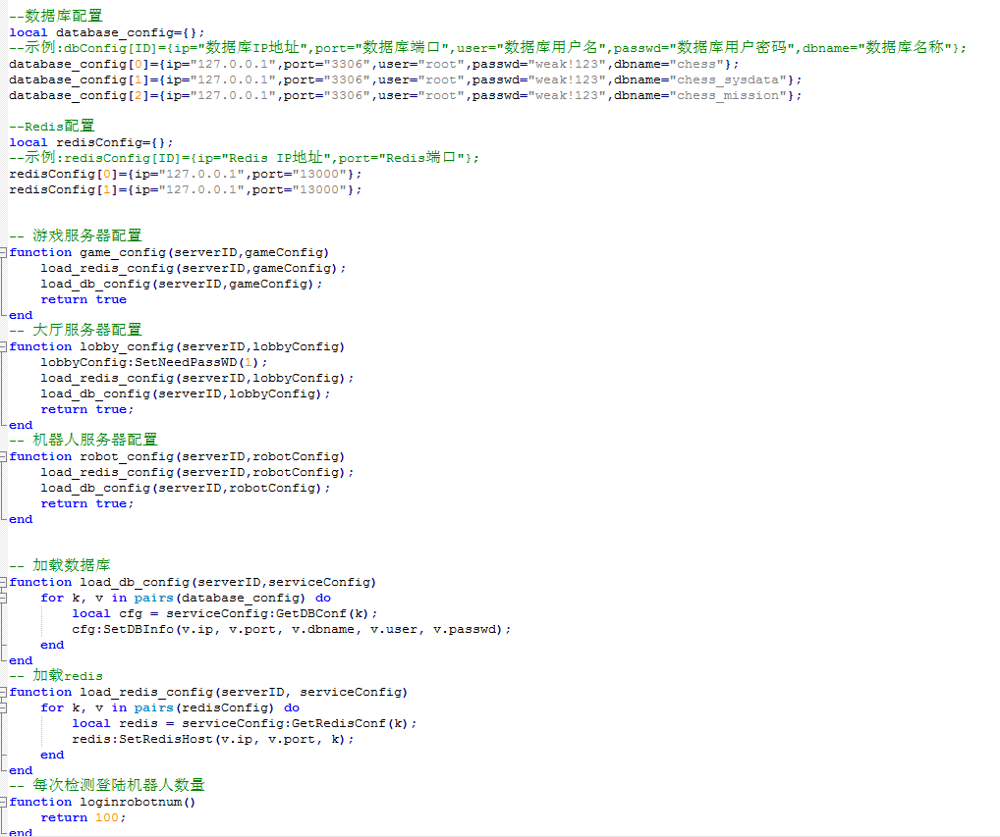 --数据库配置
local database_config={};
--示例:dbConfig[ID]={ip="数据库IP地址",port="数据库端口",user="数据库用户名",passwd="数据库用户密码",dbname="数据库名称"};
database_config[0]={ip="127.0.0.1",port="3306",user="root",passwd="weak!123",dbname="chess"};
database_config[1]={ip="127.0.0.1",port="3306",user="root",passwd="weak!123",dbname="chess_sysdata"};
database_config[2]={ip="127.0.0.1",port="3306",user="root",passwd="weak!123",dbname="chess_mission"};
--Redis配置
local redisConfig={};
--示例:redisConfig[ID]={ip="Redis IP地址",port="Redis端口"};
redisConfig[0]={ip="127.0.0.1",port="13000"};
redisConfig[1]={ip="127.0.0.1",port="13000"};
-- 游戏服务器配置
function game_config(serverID,gameConfig)
    load_redis_config(serverID,gameConfig);
    load_db_config(serverID,gameConfig);
    return true
end
-- 大厅服务器配置
function lobby_config(serverID,lobbyConfig)
    lobbyConfig:SetNeedPassWD(1);
    load_redis_config(serverID,lobbyConfig);
    load_db_config(serverID,lobbyConfig);
    return true;
end
-- 机器人服务器配置
function robot_config(serverID,robotConfig)
    load_redis_config(serverID,robotConfig);
    load_db_config(serverID,robotConfig);
    return true;
end
-- 加载数据库
function load_db_config(serverID,serviceConfig)
    for k, v in pairs(database_config) do
        local cfg = serviceConfig:GetDBConf(k);
        cfg:SetDBInfo(v.ip, v.port, v.dbname, v.user, v.passwd);
    end
end
-- 加载redis
function load_redis_config(serverID, serviceConfig)
    for k, v in pairs(redisConfig) do
        local redis = serviceConfig:GetRedisConf(k);
        redis:SetRedisHost(v.ip, v.port, k);
    end
end
-- 每次检测登陆机器人数量
function loginrobotnum()
    return 100;
end